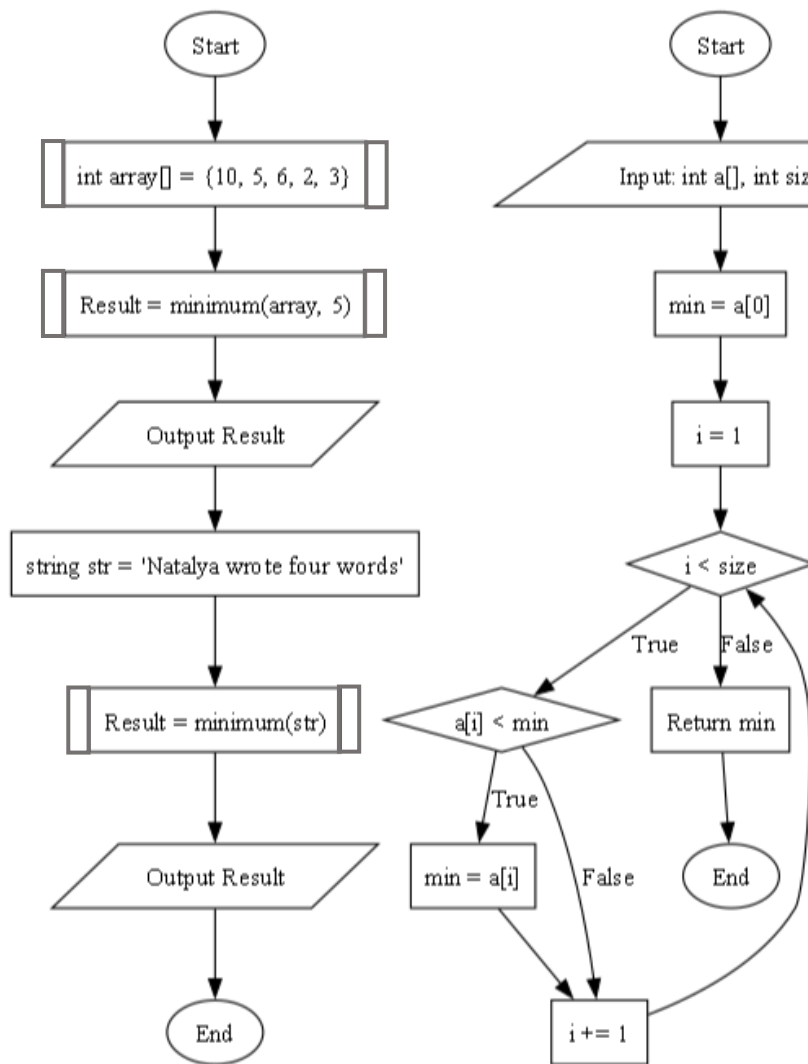 Start
int array[] = {10, 5, 6, 2, 3}
Result = minimum(array, 5)
Output Result
string str = 'Natalya wrote four words'
Result = minimum(str)
Output Result
End
Start
Input: int a[], int
min = a[0]
i = 1
i < size
True
False
a[i] < min
Return min
True
min = a[i]
False
End
i += 1